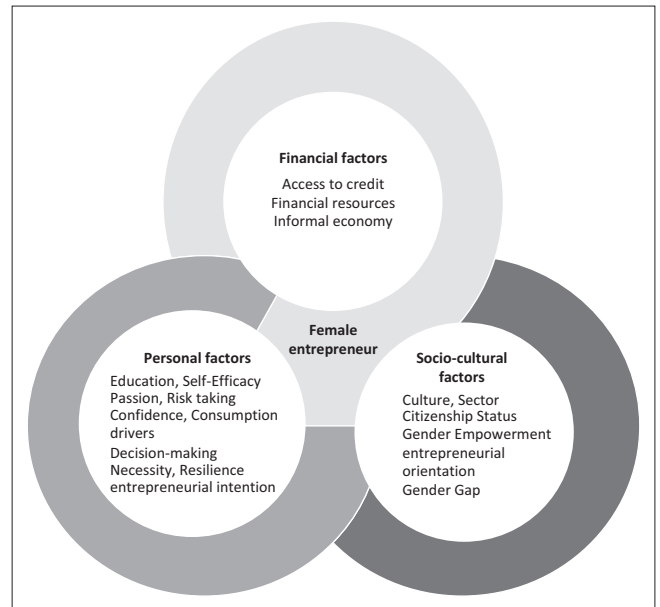 Financial factors
Access to credit
Financial resources
Informal economy
Female
entrepreneur
Personal factors
Education, Self-Efficacy
Passion, Risk taking
Confidence, Consumption
drivers
Decision-making
Necessity, Resilience
entrepreneurial intention
Socio-cultural
factors
Culture, Sector
Citizenship Status
Gender Empowerment
entrepreneurial
orientation
Gender Gap